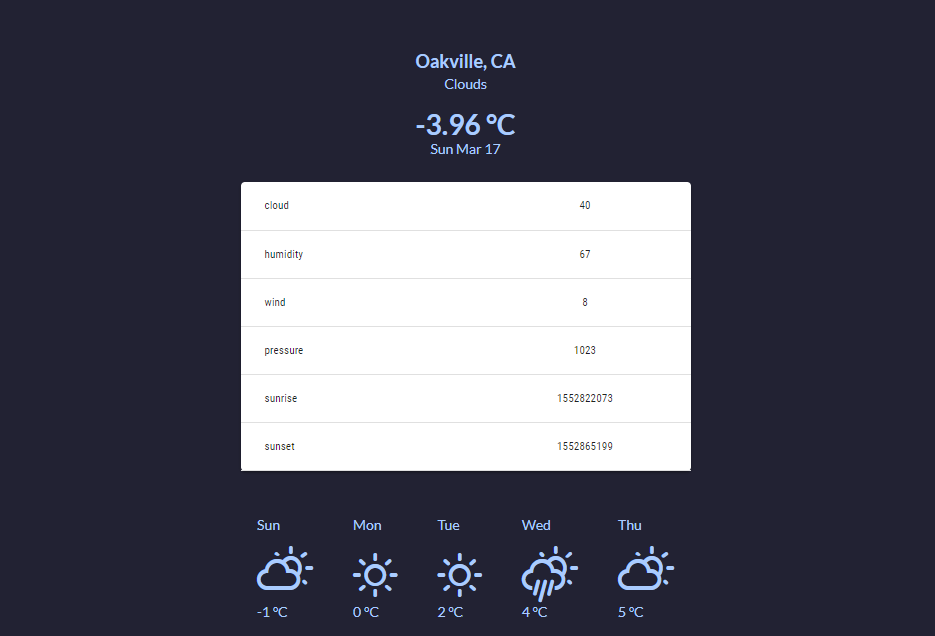 Oakville, CA
Clouds
-3.96 °C
Sun Mar 17
cloud 40
humidity 67
wind 8
pressure 1023
sunrise 1552822073
sunset 1552865199
Sun Mon Tue Wed Thu
-1 °C 0 °C 2 °C 4 °C 5 °C